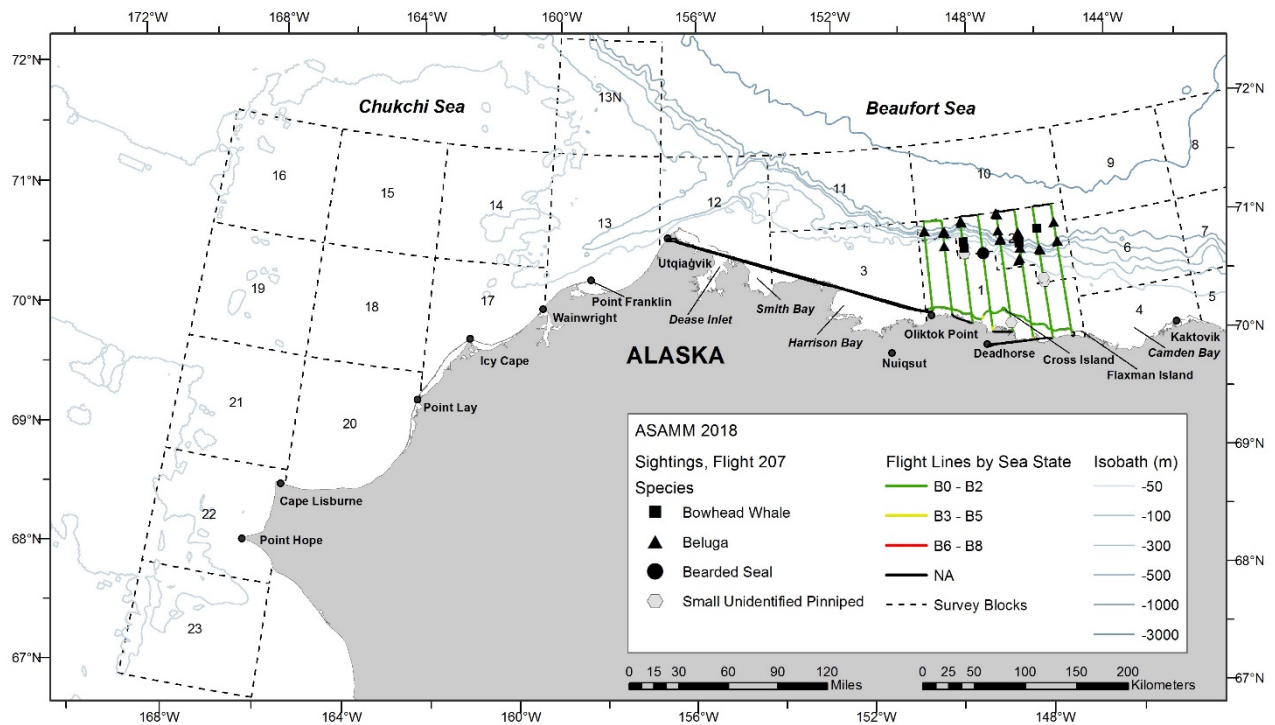 172°W 168°W 164°W 160°W 156°W 152°W 148°W 144°W
72°N 72°N
Chukchi Sea Beaufort Sea
13N
8
9
16
10
15
71°N 71°N
11
14
12
13
7
6
19
3
1
17
18
5
4
Utqiaġvik
Point Franklin
Smith Bay
70°N 70°N
Wainwright
Dease Inlet
Kaktovik
Oliktok Point
Harrison Bay
Camden Bay
Icy Cape
ALASKA
Deadhorse
Cross Island
Nuiqsut
Flaxman Island
21
Point Lay
20
69°N 69°N
Cape Lisburne
22
Point Hope
68°N 68°N
23
67°N 67°N
ASAMM 2018
Sightings, Flight 207
Species
Bowhead Whale
Beluga
Bearded Seal
Small Unidentified Pinniped
Flight Lines by Sea State
B0 - B2
B3 - B5
B6 - B8
NA
Survey Blocks
Isobath (m)
-50
-100
-300
-500
-1000
-3000
0 15 30 60 90 120
Miles
0 25 50 100 150 200
Kilometers
168°W 164°W 160°W 156°W 152°W 148°W